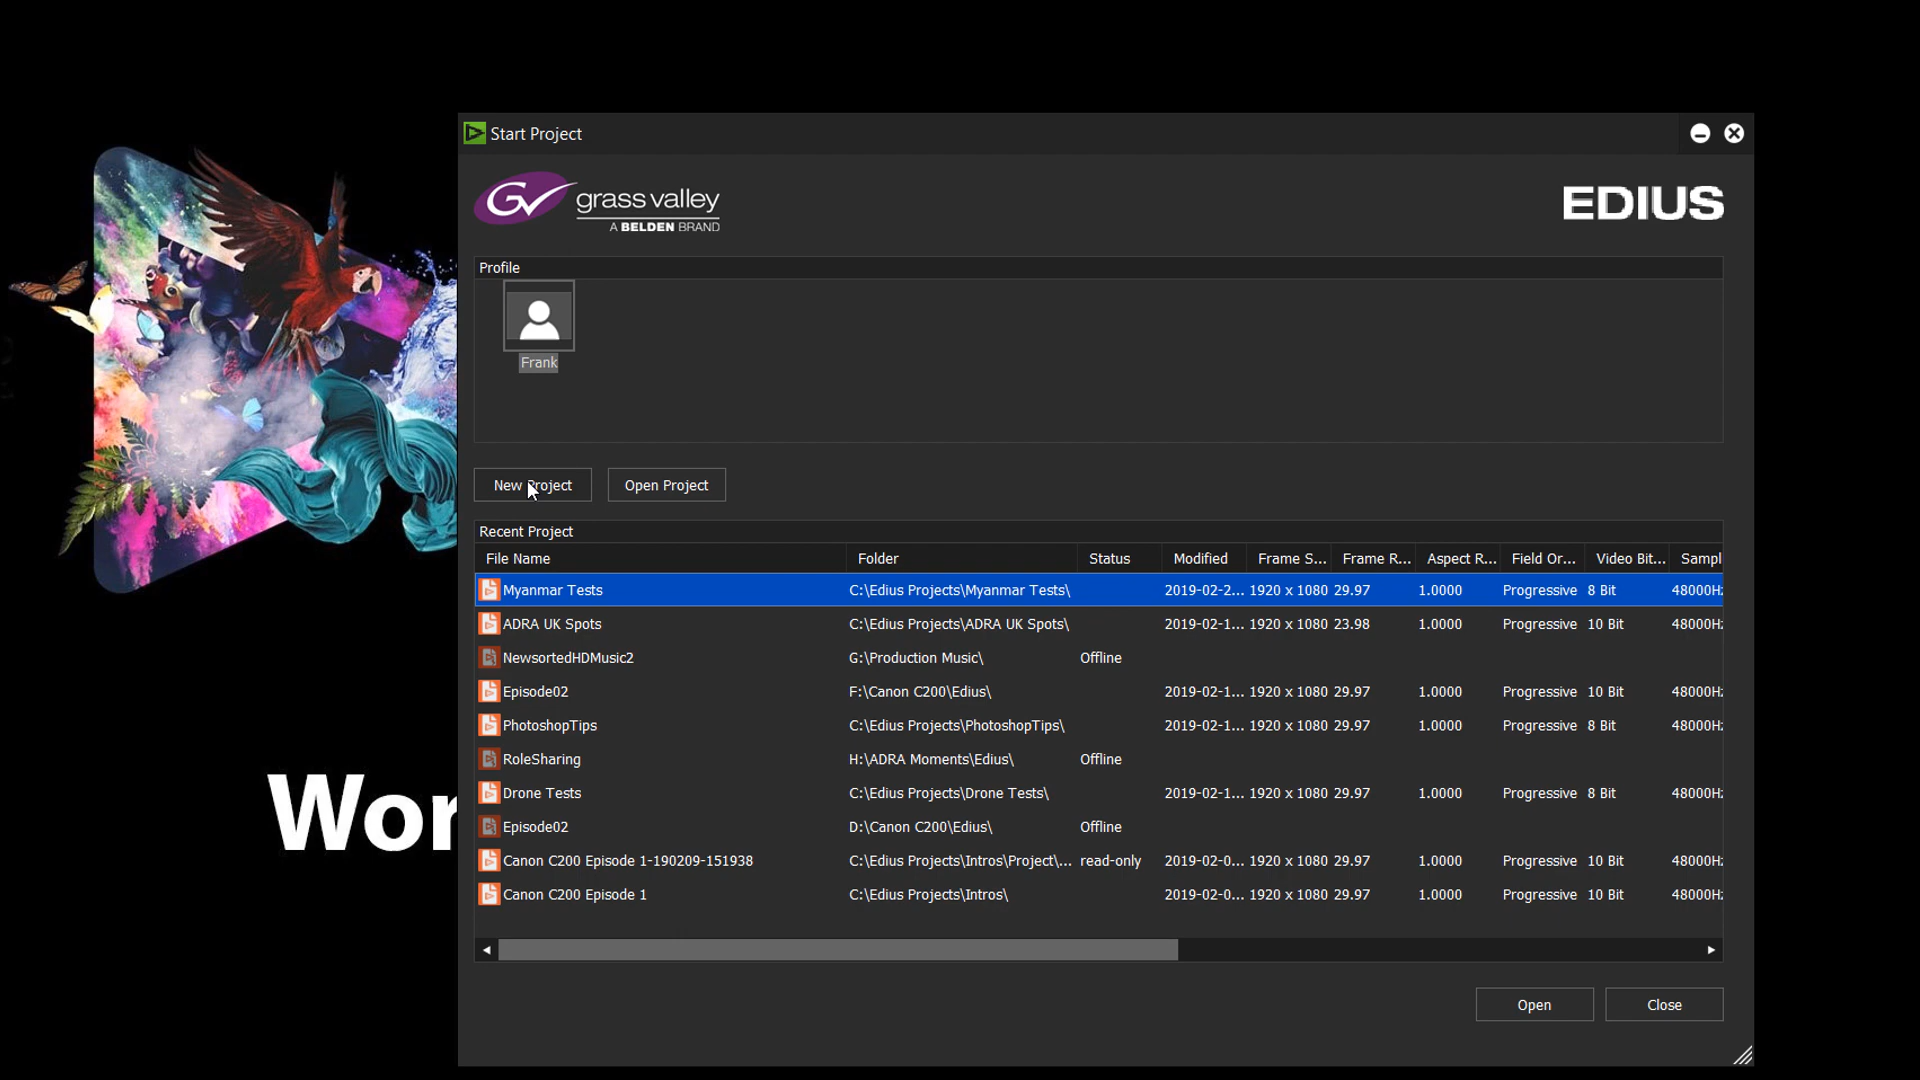 Start Project
GV grass valley
A BELDEN BRAND
EDIUS
Profile
Frank
New Project Open Project
Recent Project
File Name Folder Status Modified Frame S... Frame R... Aspect R... Field Or... Video Bit... Sampl
Myanmar Tests C:\Edius Projects\Myanmar Tests\ 2019-02-2... 1920 x 1080 29.97 1.0000 Progressive 8 Bit 48000Hz
ADRA UK Spots C:\Edius Projects\ADRA UK Spots\ 2019-02-1... 1920 x 1080 23.98 1.0000 Progressive 10 Bit 48000Hz
NewsortedHDMusic2 G:\Production Music\ Offline
Episode02 F:\Canon C200\Edius\ 2019-02-1... 1920 x 1080 29.97 1.0000 Progressive 10 Bit 48000Hz
PhotoshopTips C:\Edius Projects\PhotoshopTips\ 2019-02-1... 1920 x 1080 29.97 1.0000 Progressive 8 Bit 48000Hz
RoleSharing H:\ADRA Moments\Edius\ Offline
Drone Tests C:\Edius Projects\Drone Tests\ 2019-02-1... 1920 x 1080 29.97 1.0000 Progressive 8 Bit 48000Hz
Episode02 D:\Canon C200\Edius\ Offline
Canon C200 Episode 1-190209-151938 C:\Edius Projects\Intros\Project\... read-only 2019-02-0... 1920 x 1080 29.97 1.0000 Progressive 10 Bit 48000Hz
Canon C200 Episode 1 C:\Edius Projects\Intros\ 2019-02-0... 1920 x 1080 29.97 1.0000 Progressive 10 Bit 48000Hz
Wor
Open Close